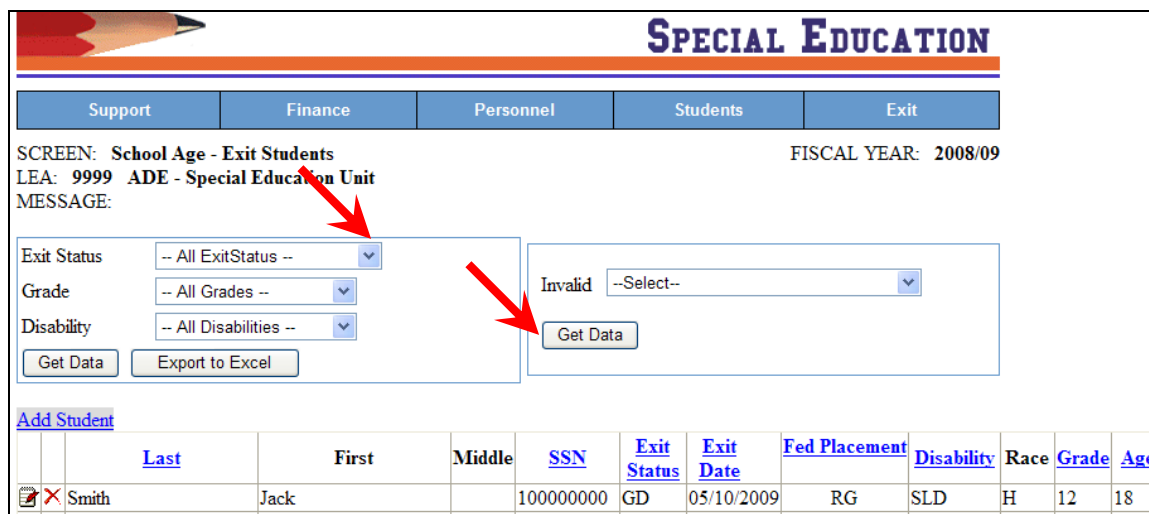 SPECIAL EDUCATION
Support Finance Personnel Students Exit
SCREEN: School Age - Exit Students FISCAL YEAR: 2008/09
LEA: 9999 ADE - Special Education Unit
MESSAGE:
Exit Status -- All ExitStatus --
Grade -- All Grades --
Disability -- All Disabilities --
Get Data Export to Excel
Invalid --Select--
Get Data
Add Student
Last First Middle SSN Exit Status Exit Date Fed Placement Disability Race Grade Age
Smith Jack 100000000 GD 05/10/2009 RG SLD H 12 18